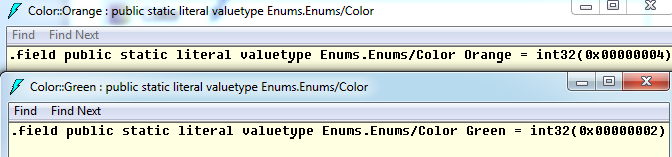 Color::Orange : public static literal valuetype Enums.Enums/Color
Find Find Next
.field public static literal valuetype Enums.Enums/Color Orange = int32(0x00000004)
Color::Green : public static literal valuetype Enums.Enums/Color
Find Find Next
.field public static literal valuetype Enums.Enums/Color Green = int32(0x00000002)